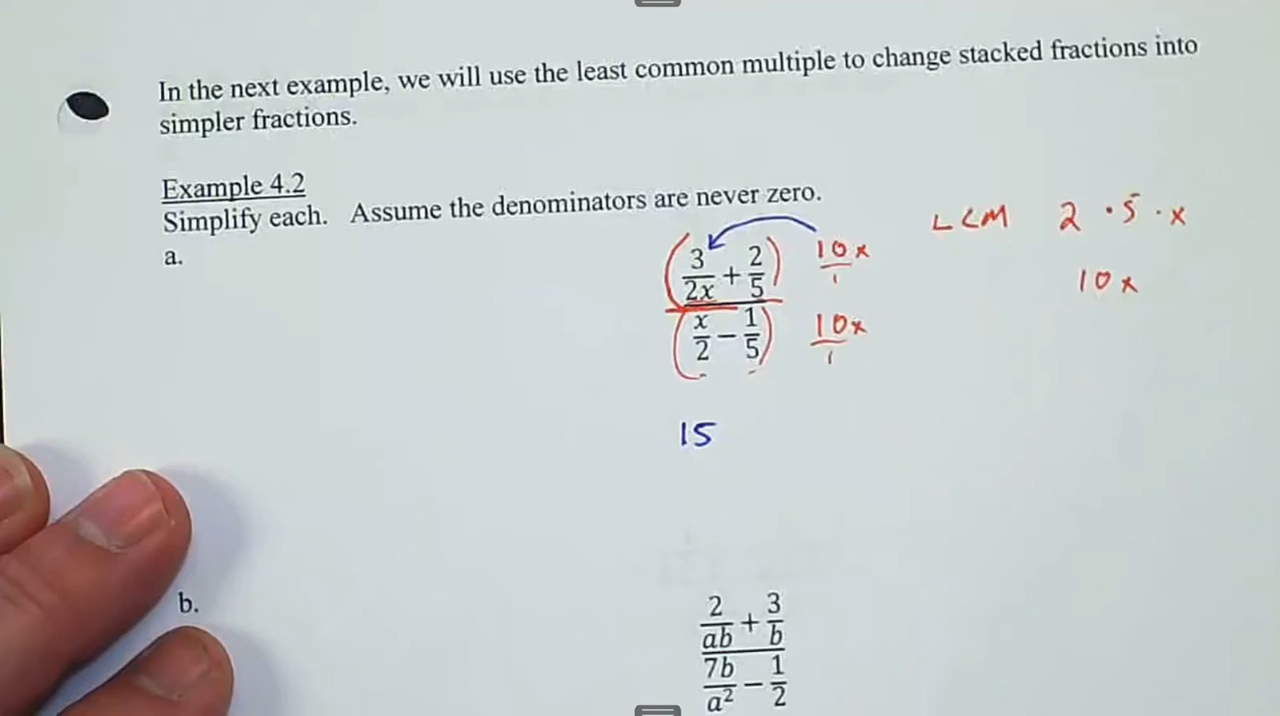 In the next example, we will use the least common multiple to change stacked fractions into
simpler fractions.
Example 4.2
Simplify each. Assume the denominators are never zero.
a.
(3/2x + 2/5) 10x/1
(x/2 − 1/5) 10x/1
LCM 2 · 5 · x
10x
15
b.
2/ab + 3/b
7b/a² − 1/2